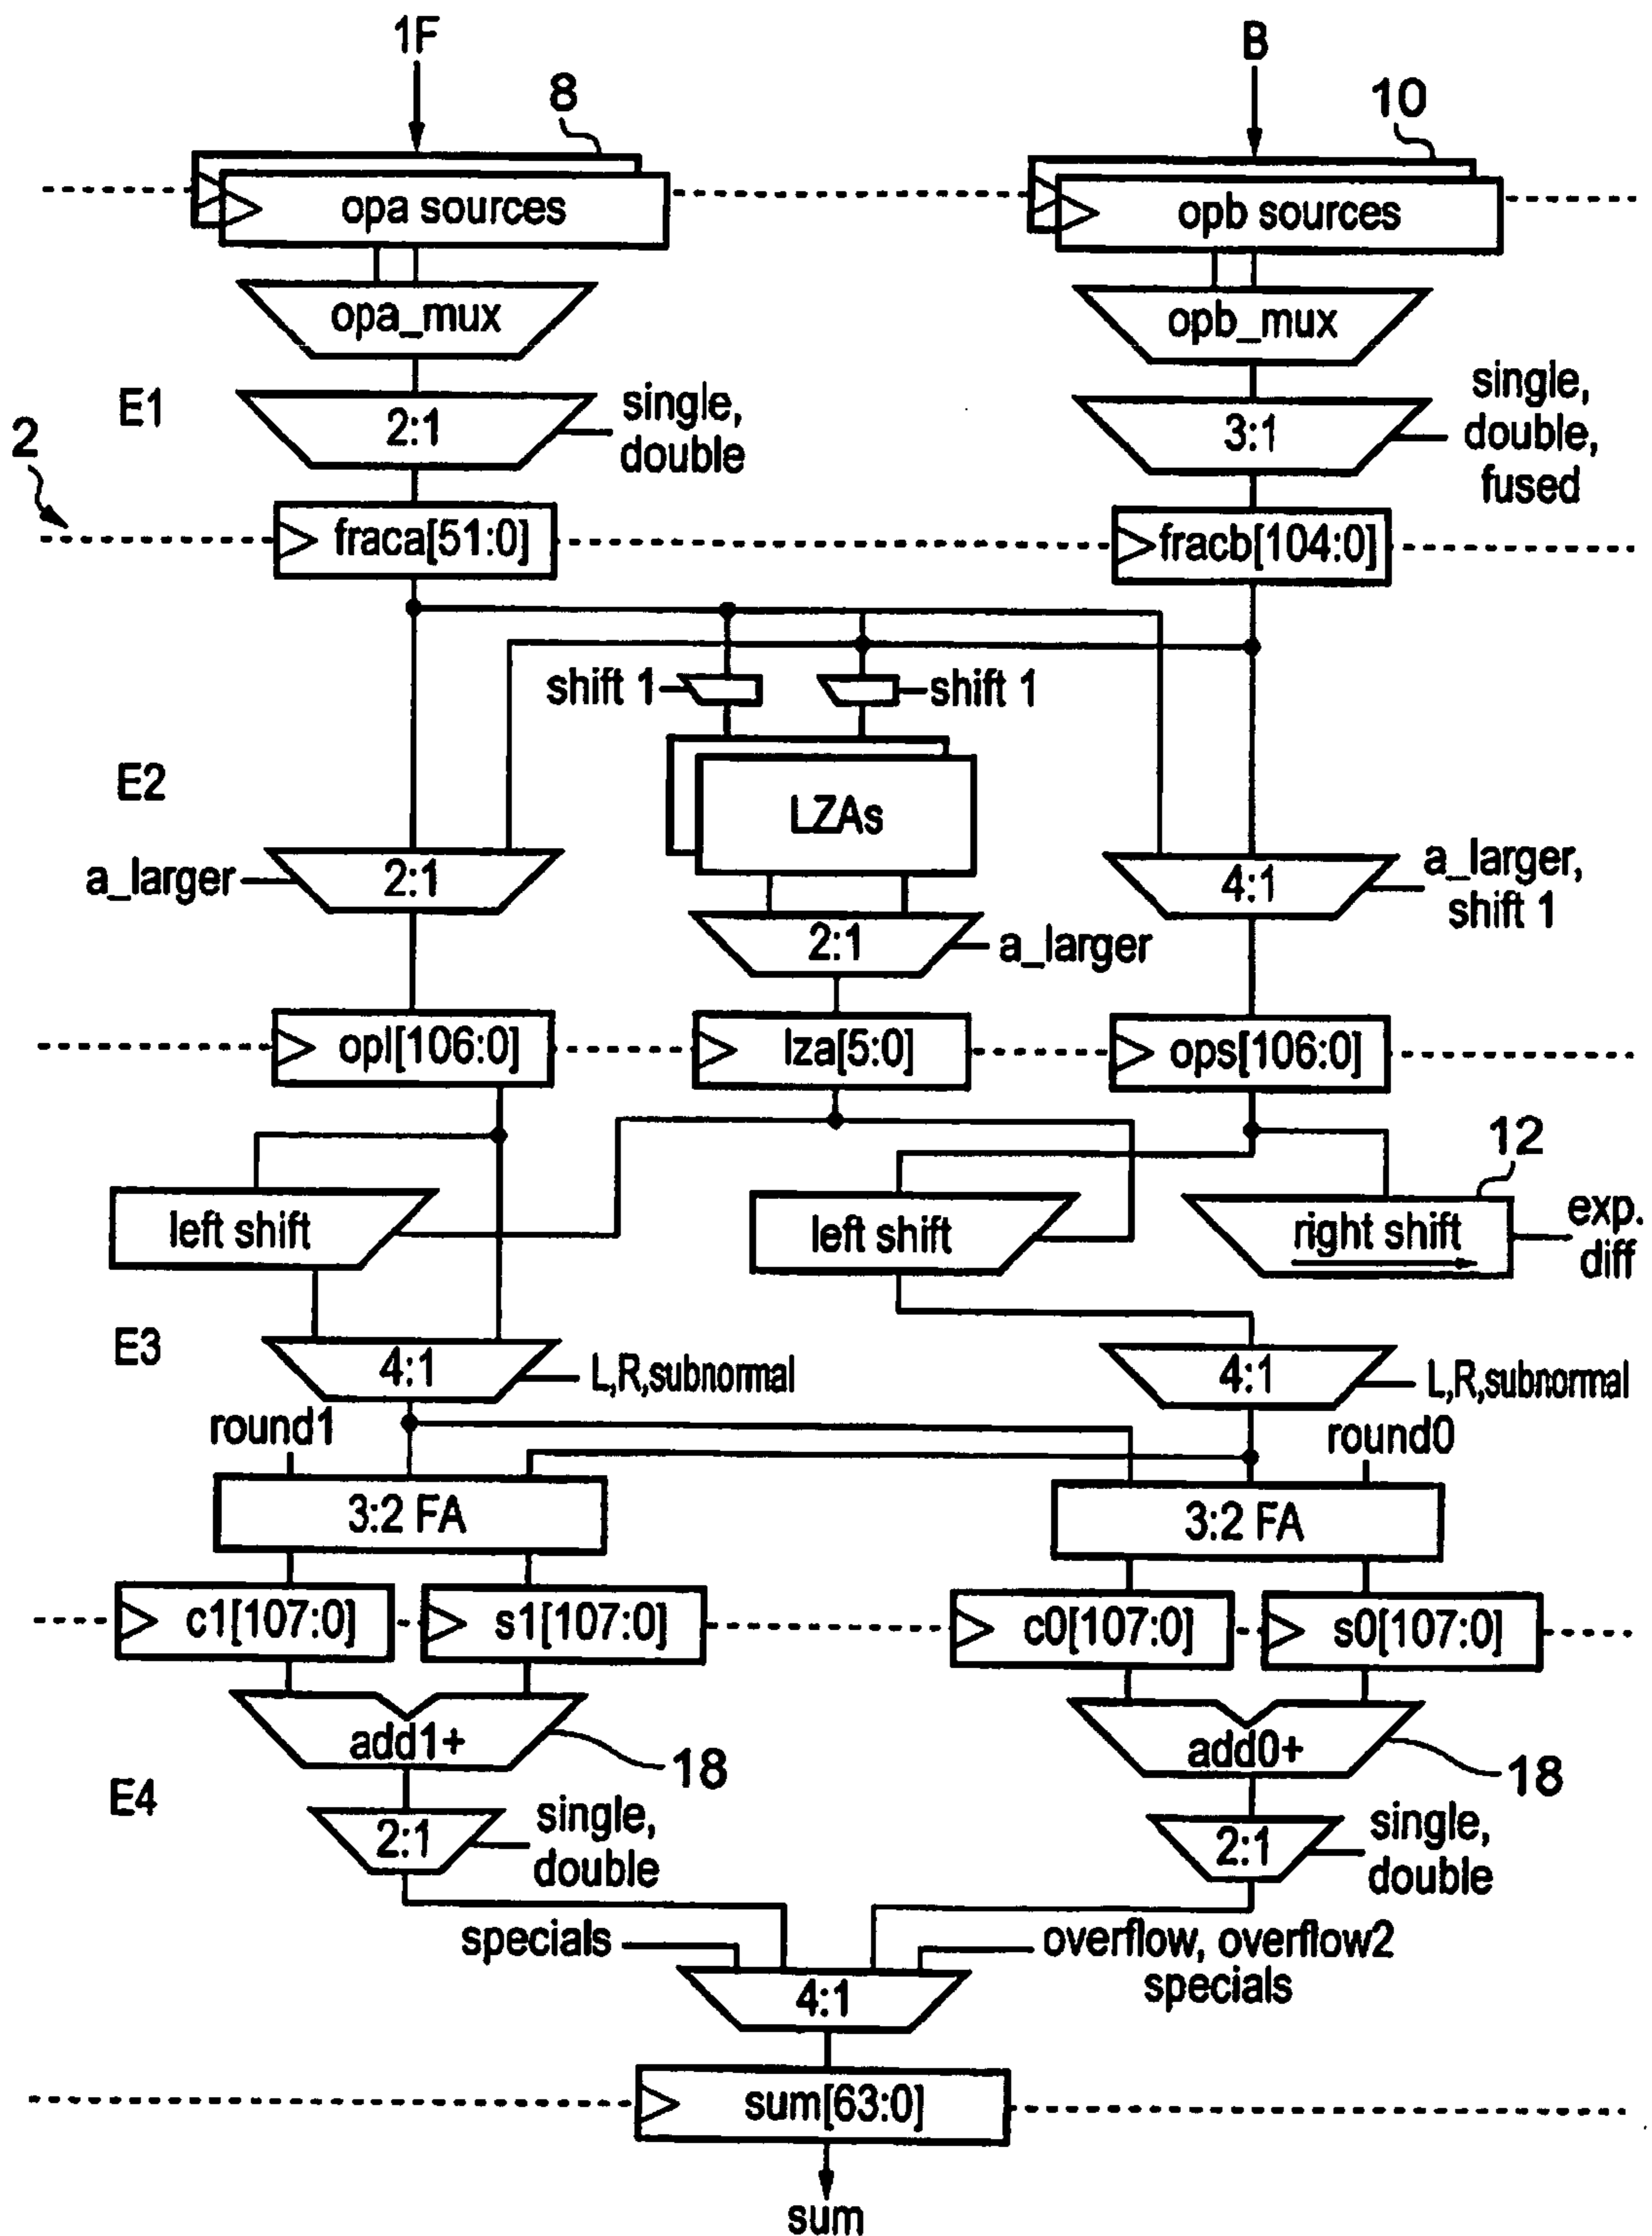 1F
B
8
10
opa sources
opb sources
opa_mux
opb_mux
E1
2:1
single,
double
3:1
single,
double,
fused
2
fraca[51:0]
fracb[104:0]
shift 1
shift 1
E2
LZAs
a_larger
2:1
4:1
a_larger,
shift 1
2:1
a_larger
opl[106:0]
lza[5:0]
ops[106:0]
12
left shift
left shift
right shift
exp.
diff
E3
4:1
L,R,subnormal
4:1
L,R,subnormal
round1
round0
3:2 FA
3:2 FA
c1[107:0]
s1[107:0]
c0[107:0]
s0[107:0]
add1+
18
add0+
18
E4
2:1
single,
double
2:1
single,
double
specials
overflow, overflow2
specials
4:1
sum[63:0]
sum